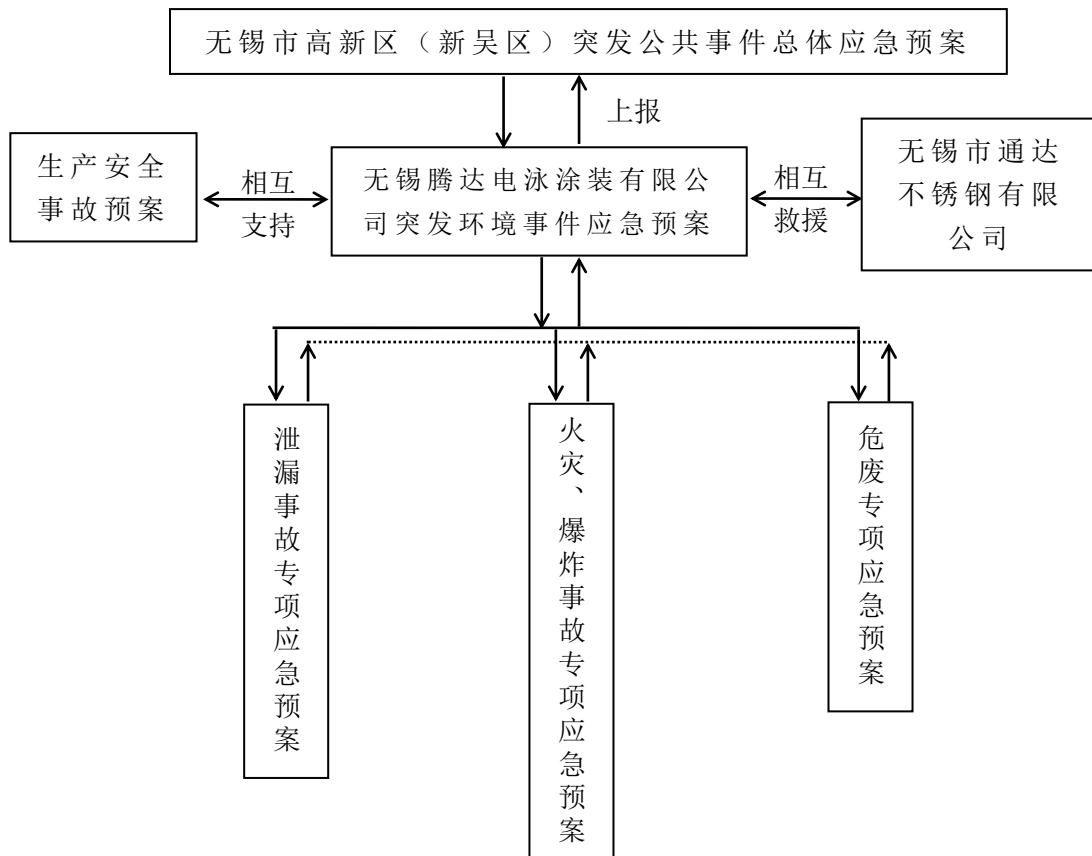 无锡市高新区（新吴区）突发公共事件总体应急预案
上报
生产安全
事故预案
相互
支持
无锡腾达电泳涂装有限公
司突发环境事件应急预案
相互
救援
无锡市通达
不锈钢有限
公司
泄漏事故专项应急预案
火灾、爆炸事故专项应急预案
危废专项应急预案